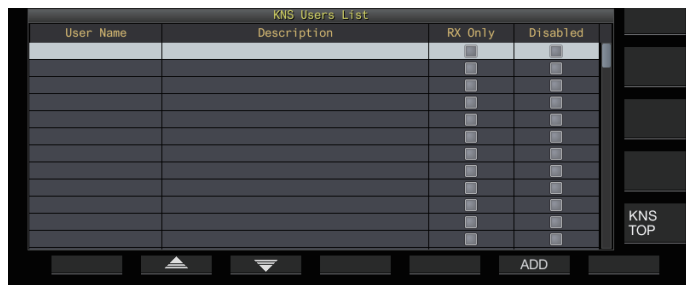 KNS Users List
User Name Description RX Only Disabled
KNS
TOP
ADD